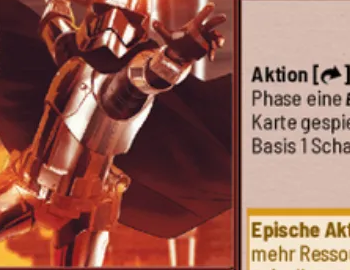 Aktion [
Phase eine
Karte gespie
Basis 1 Scha
Epische Akt
mehr Resso